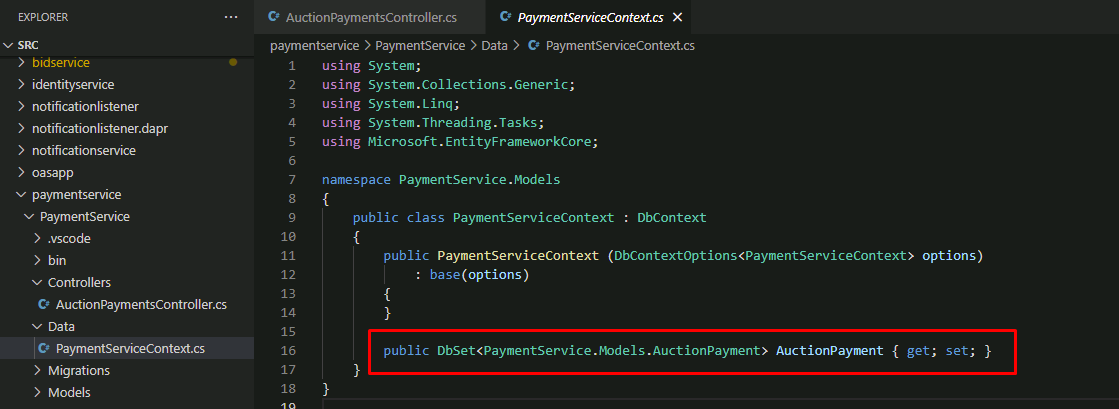 EXPLORER
···
SRC
bidservice
identityservice
notificationlistener
notificationlistener.dapr
notificationservice
oasapp
paymentservice
PaymentService
.vscode
bin
Controllers
C# AuctionPaymentsController.cs
Data
C# PaymentServiceContext.cs
Migrations
Models
C# AuctionPaymentsController.cs
C# PaymentServiceContext.cs ×
paymentservice > PaymentService > Data > C# PaymentServiceContext.cs
1 using System;
2 using System.Collections.Generic;
3 using System.Linq;
4 using System.Threading.Tasks;
5 using Microsoft.EntityFrameworkCore;
6
7 namespace PaymentService.Models
8 {
9 public class PaymentServiceContext : DbContext
10 {
11 public PaymentServiceContext (DbContextOptions<PaymentServiceContext> options)
12 : base(options)
13 {
14 }
15
16 public DbSet<PaymentService.Models.AuctionPayment> AuctionPayment { get; set; }
17 }
18 }
19